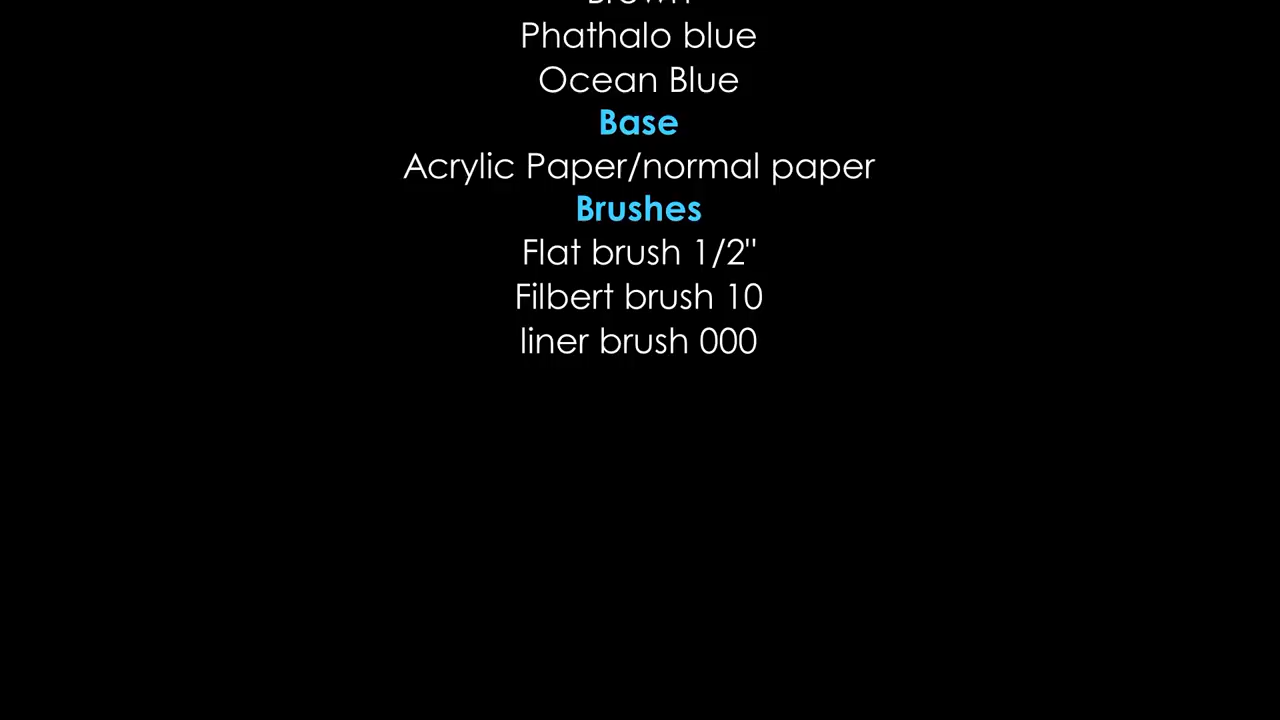 Brown
Phathalo blue
Ocean Blue
Base
Acrylic Paper/normal paper
Brushes
Flat brush 1/2"
Filbert brush 10
liner brush 000